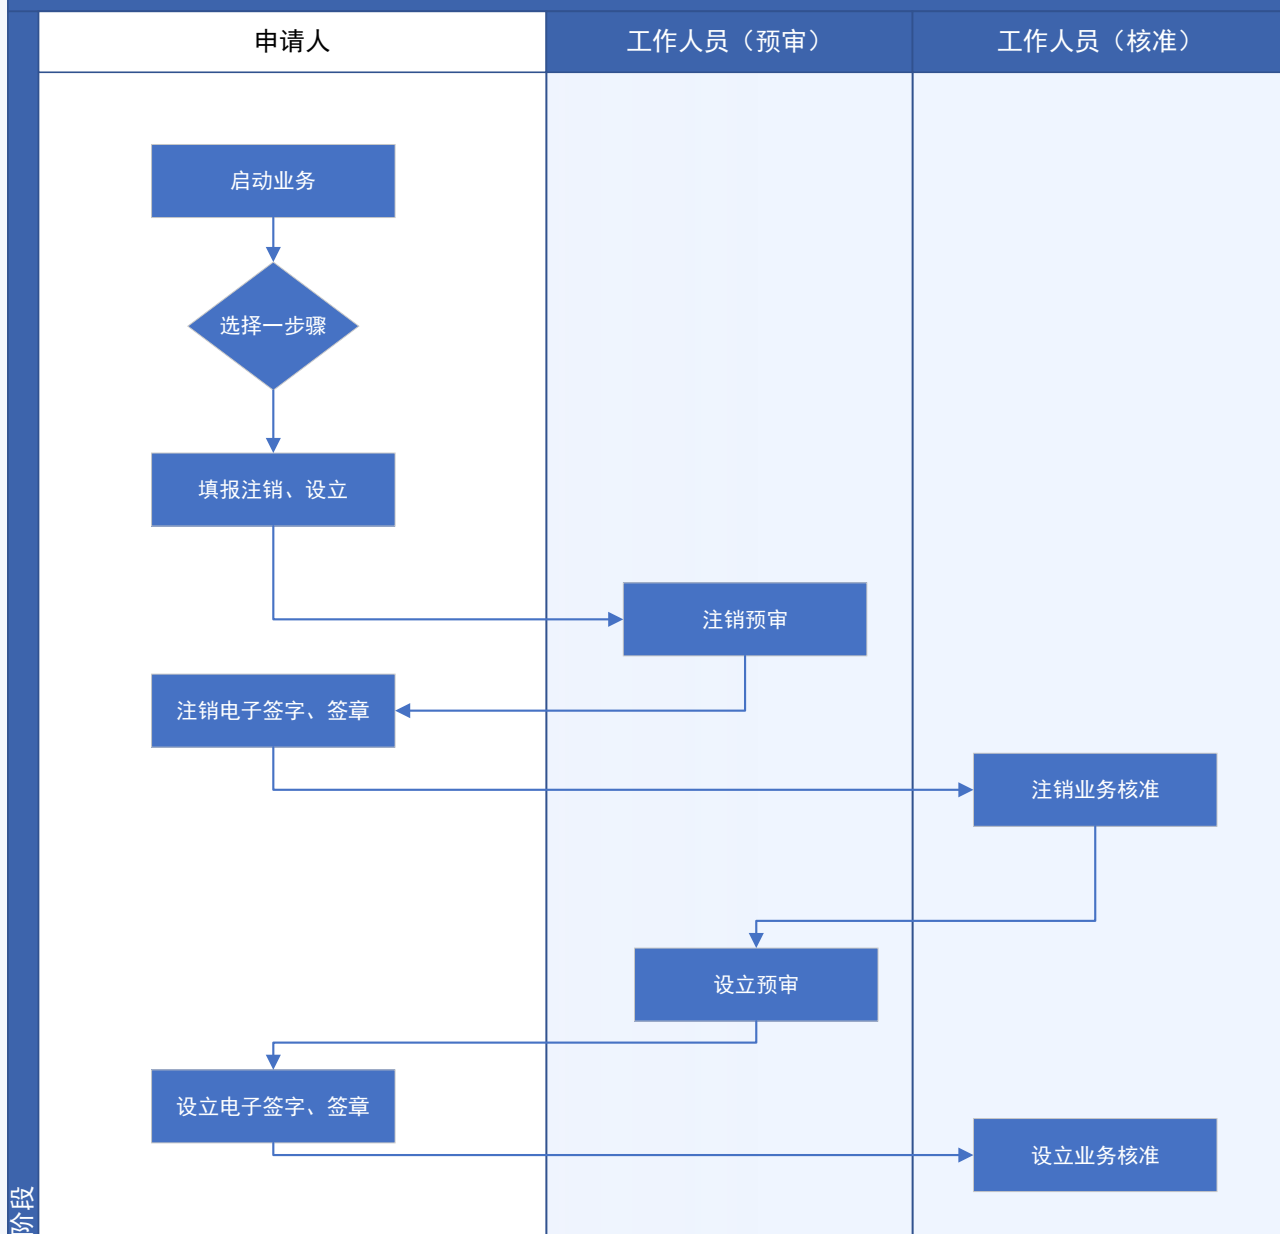 申请人
工作人员（预审）
工作人员（核准）
启动业务
选择一步骤
填报注销、设立
注销预审
注销电子签字、签章
注销业务核准
设立预审
设立电子签字、签章
设立业务核准
阶段